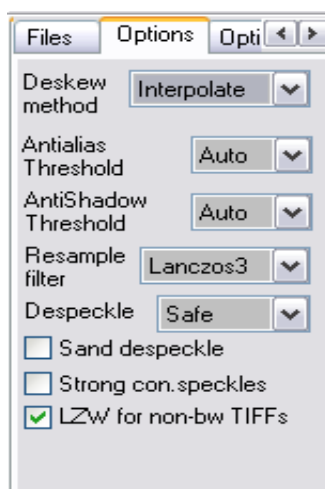 Files Options Opti
Deskew method Interpolate
Antialias Threshold Auto
AntiShadow Threshold Auto
Resample filter Lanczos3
Despeckle Safe
Sand despeckle
Strong con.speckles
LZW for non-bw TIFFs